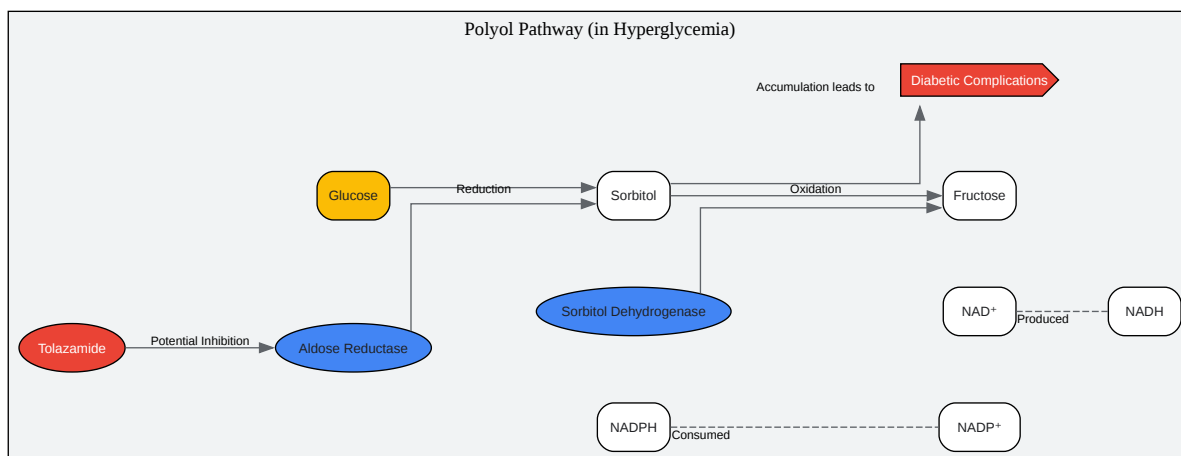 Polyol Pathway (in Hyperglycemia)
Accumulation leads to
Diabetic Complications
Glucose
Reduction
Sorbitol
Oxidation
Fructose
Sorbitol Dehydrogenase
NAD⁺
Produced
NADH
Tolazamide
Potential Inhibition
Aldose Reductase
NADPH
Consumed
NADP⁺